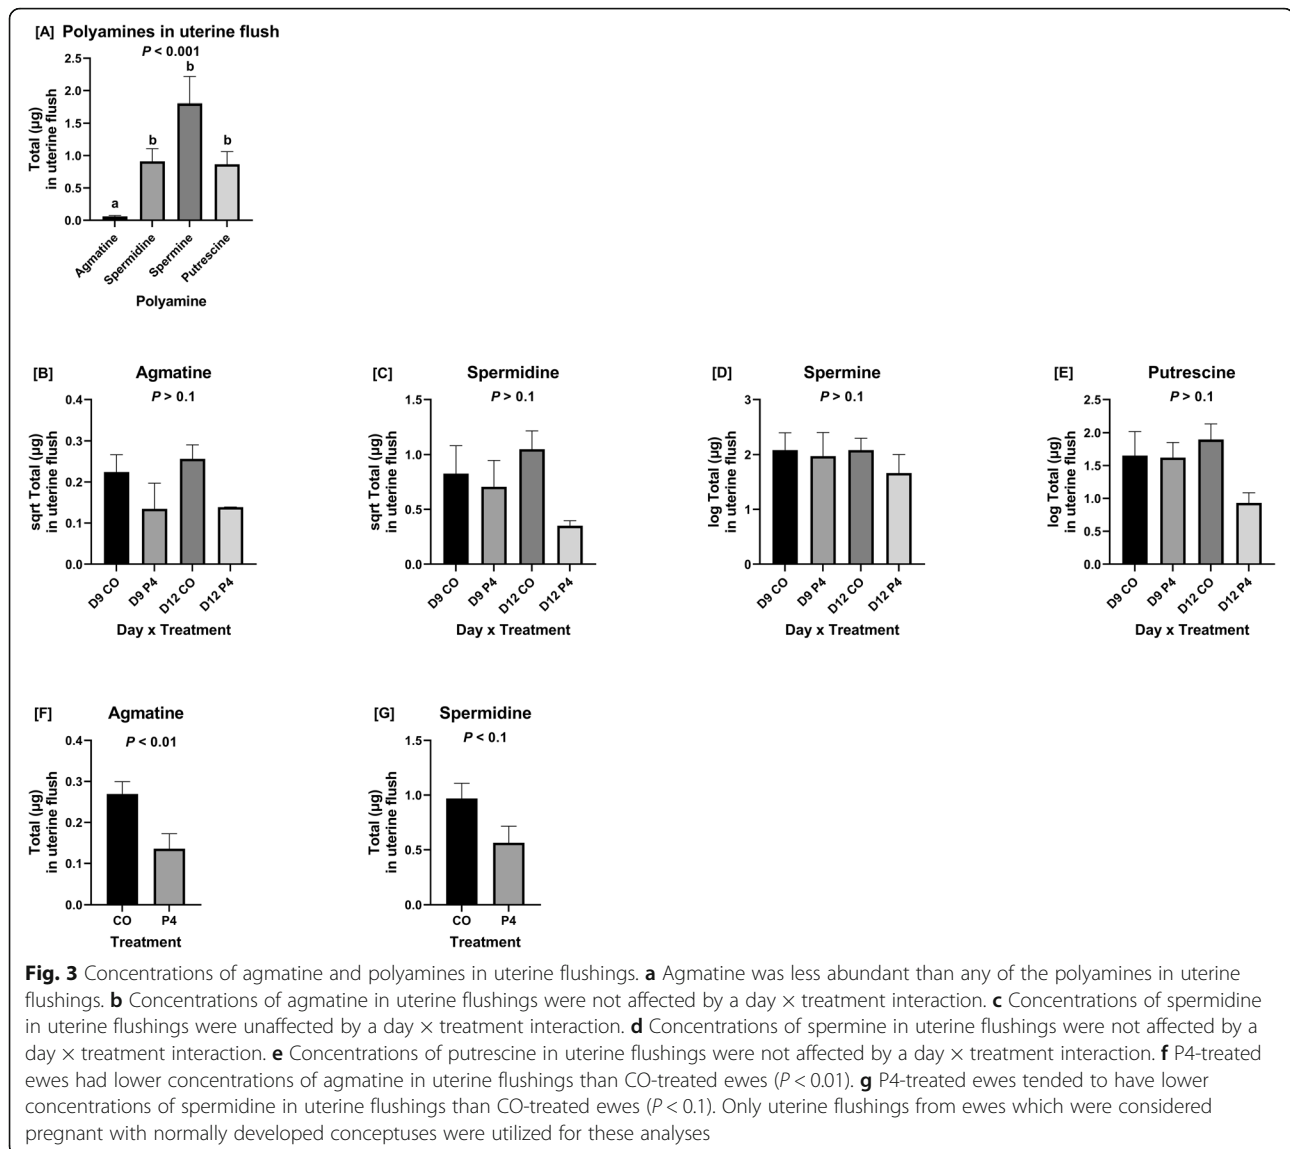 [A] Polyamines in uterine flush
P < 0.001
Total (µg)
in uterine flush
2.5
2.0
1.5
1.0
0.5
0.0
a
b
b
b
Agmatine
Spermidine
Spermine
Putrescine
Polyamine
[B] Agmatine
P > 0.1
sqrt Total (µg)
in uterine flush
0.4
0.3
0.2
0.1
0.0
D9 CO
D9 P4
D12 CO
D12 P4
Day x Treatment
[C] Spermidine
P > 0.1
sqrt Total (µg)
in uterine flush
1.5
1.0
0.5
0.0
D9 CO
D9 P4
D12 CO
D12 P4
Day x Treatment
[D] Spermine
P > 0.1
log Total (µg)
in uterine flush
3
2
1
0
D9 CO
D9 P4
D12 CO
D12 P4
Day x Treatment
[E] Putrescine
P > 0.1
log Total (µg)
in uterine flush
2.5
2.0
1.5
1.0
0.5
0.0
D9 CO
D9 P4
D12 CO
D12 P4
Day x Treatment
[F] Agmatine
P < 0.01
Total (µg)
in uterine flush
0.4
0.3
0.2
0.1
0.0
CO
P4
Treatment
[G] Spermidine
P < 0.1
Total (µg)
in uterine flush
1.5
1.0
0.5
0.0
CO
P4
Treatment
Fig. 3 Concentrations of agmatine and polyamines in uterine flushings. a Agmatine was less abundant than any of the polyamines in uterine
flushings. b Concentrations of agmatine in uterine flushings were not affected by a day × treatment interaction. c Concentrations of spermidine
in uterine flushings were unaffected by a day × treatment interaction. d Concentrations of spermine in uterine flushings were not affected by a
day × treatment interaction. e Concentrations of putrescine in uterine flushings were not affected by a day × treatment interaction. f P4-treated
ewes had lower concentrations of agmatine in uterine flushings than CO-treated ewes (P < 0.01). g P4-treated ewes tended to have lower
concentrations of spermidine in uterine flushings than CO-treated ewes (P < 0.1). Only uterine flushings from ewes which were considered
pregnant with normally developed conceptuses were utilized for these analyses